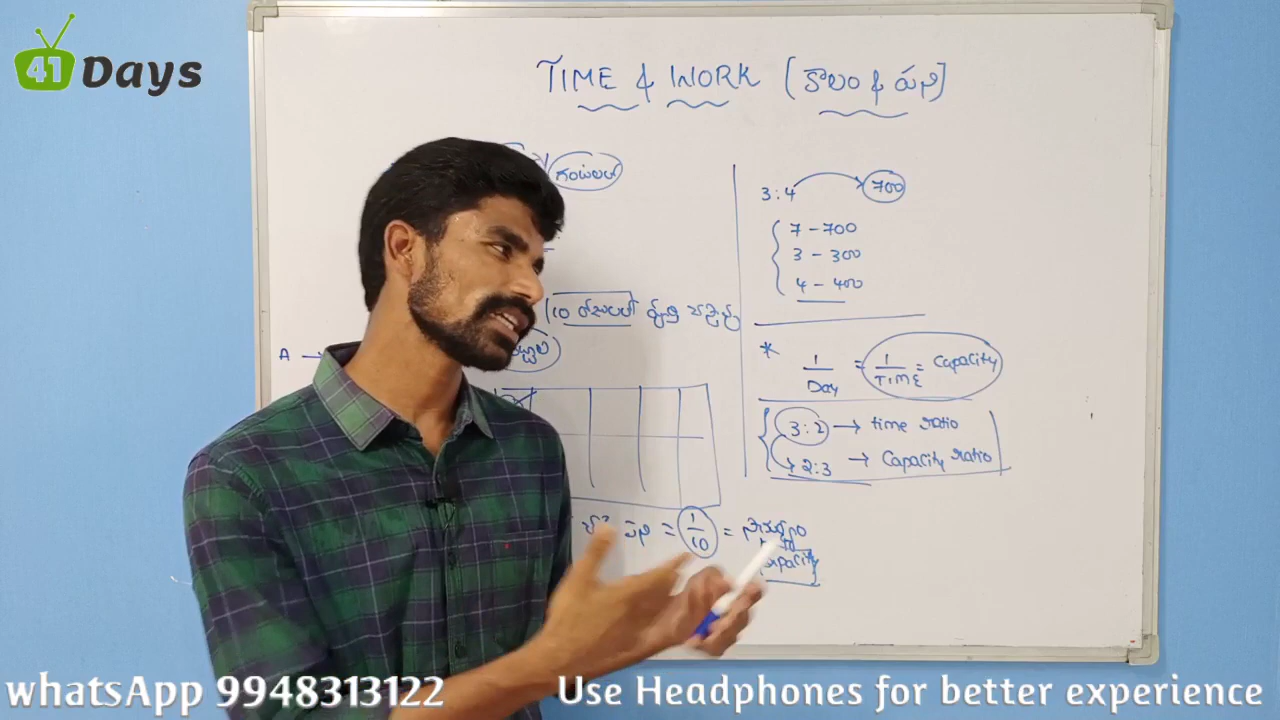 41 Days
TIME & WORK (కాలం & పని)
గంటలలో
10 రోజులలో పూర్తి
A →
= 1/10 =
Capacity
3:4 → 700
7 - 700
3 - 300
4 - 400
* 1/Day = 1/TIME = Capacity
3:2 → time ratio
2:3 → Capacity ratio
whatsApp 9948313122
Use Headphones for better experience